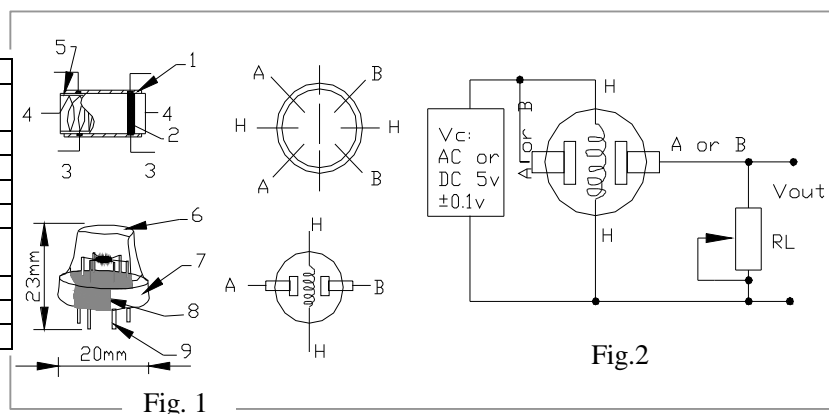 5
1
4
4
2
3
3
A
B
H
H
A
B
6
7
8
9
23mm
20mm
H
A
B
H
Fig. 1
H
A or B
Vc:
AC or
DC 5v
±0.1v
A or B
Vout
RL
H
Fig.2